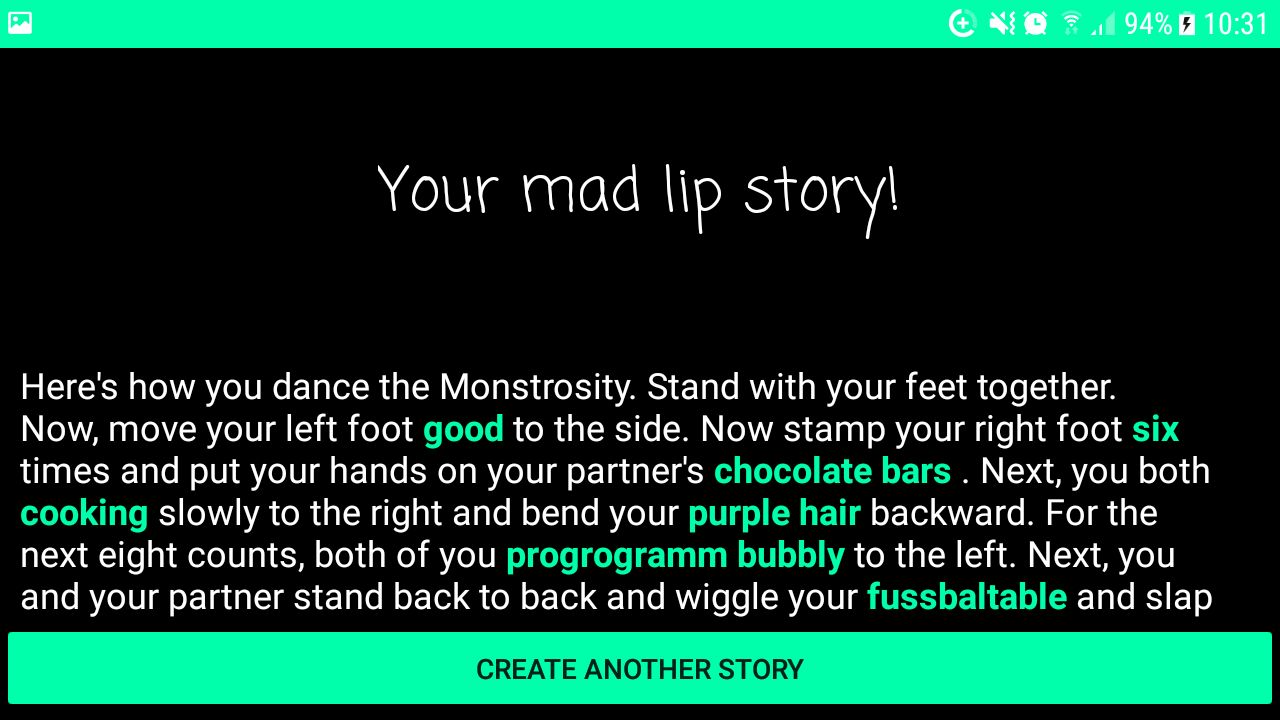 94% 10:31
Your mad lip story!
Here's how you dance the Monstrosity. Stand with your feet together.
Now, move your left foot good to the side. Now stamp your right foot six
times and put your hands on your partner's chocolate bars . Next, you both
cooking slowly to the right and bend your purple hair backward. For the
next eight counts, both of you progrogramm bubbly to the left. Next, you
and your partner stand back to back and wiggle your fussbaltable and slap
CREATE ANOTHER STORY